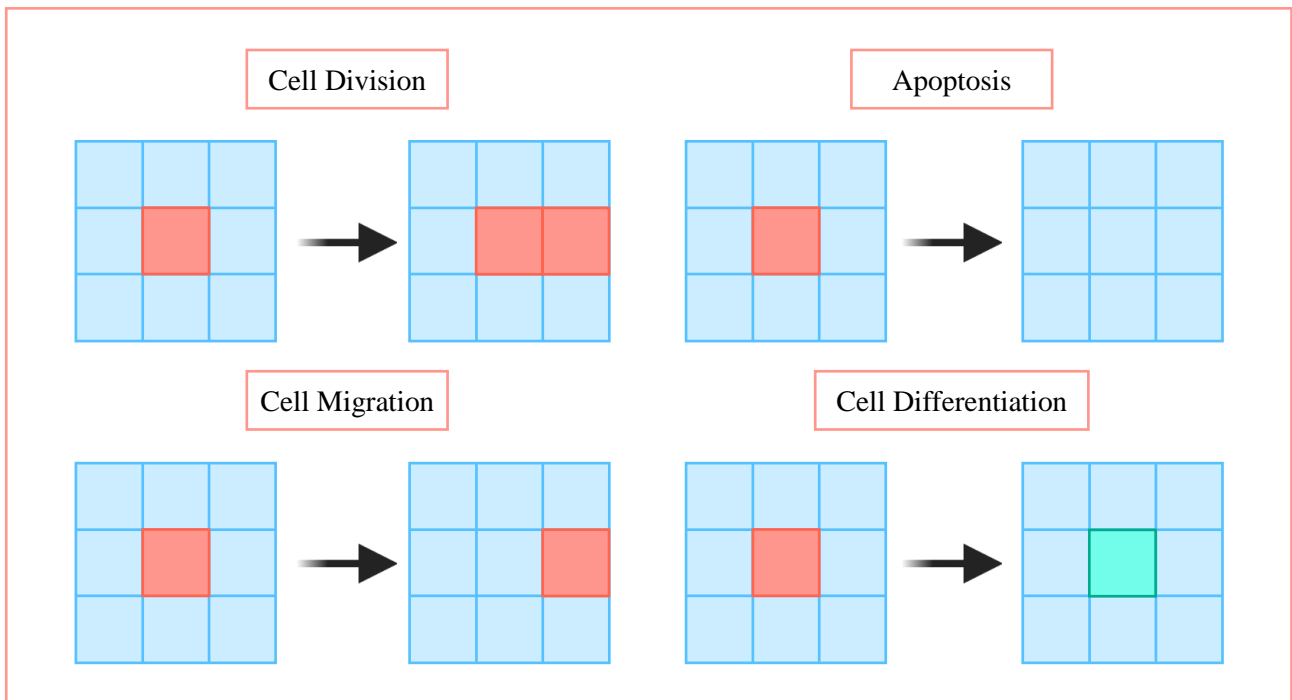 Cell Division
Apoptosis
Cell Migration
Cell Differentiation